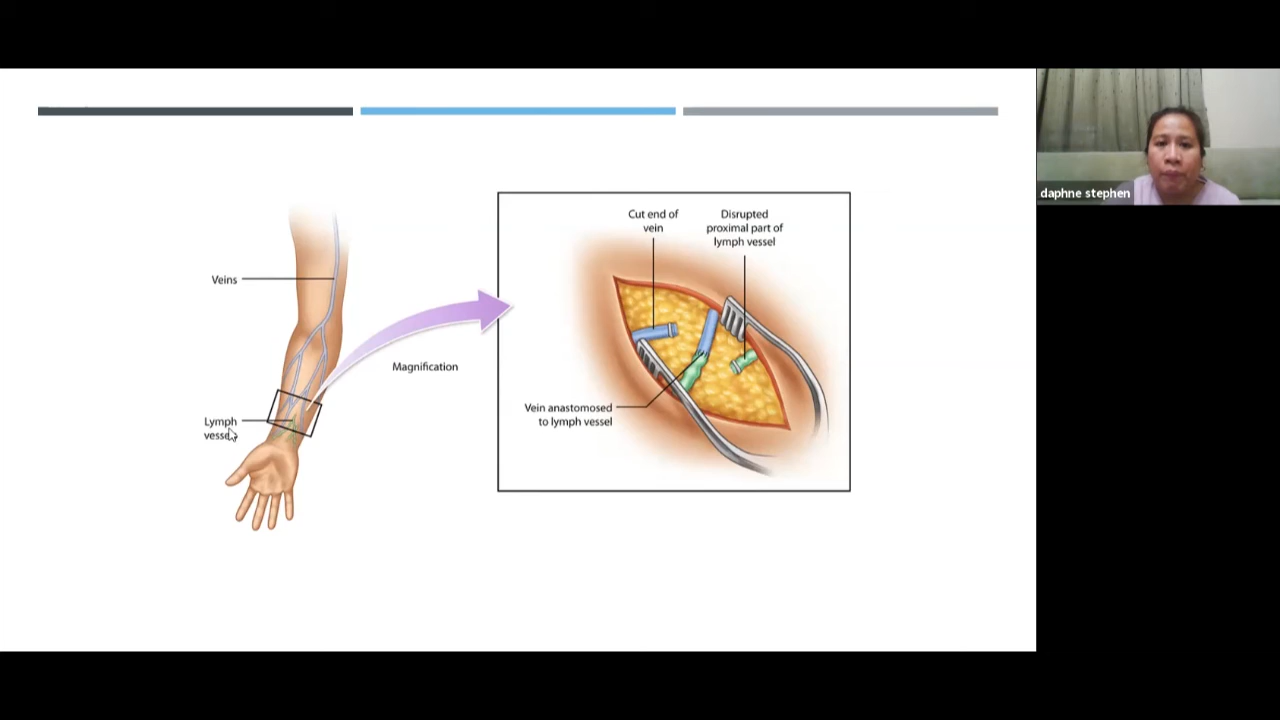 daphne stephen
Cut end of
vein
Disrupted
proximal part of
lymph vessel
Veins
Magnification
Lymph
vessel
Vein anastomosed
to lymph vessel